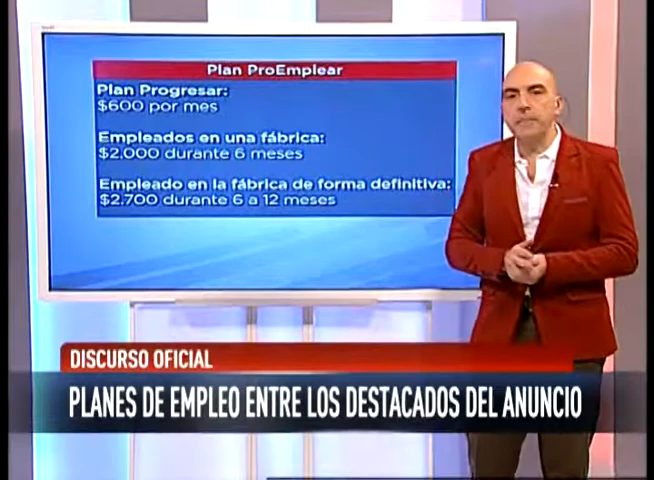 Plan ProEmplear
Plan Progresar:
$600 por mes
Empleados en una fábrica:
$2.000 durante 6 meses
Empleado en la fábrica de forma definitiva:
$2.700 durante 6 a 12 meses
DISCURSO OFICIAL
PLANES DE EMPLEO ENTRE LOS DESTACADOS DEL ANUNCIO